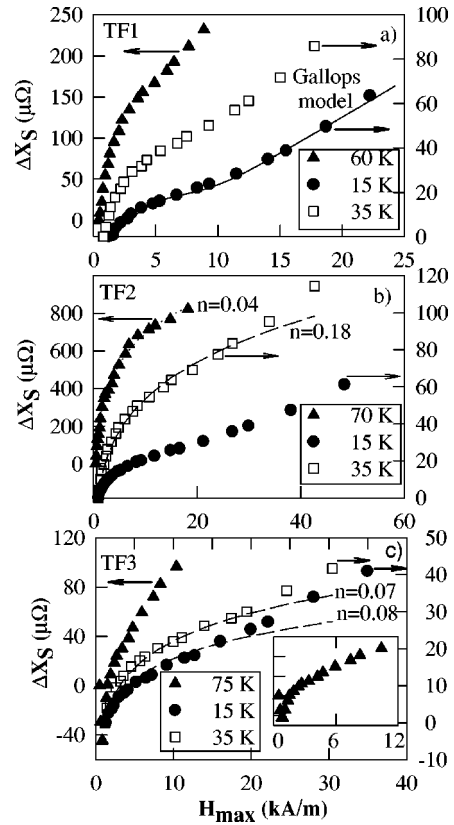 TF1
a)
250
200
150
100
50
0
100
80
60
40
20
0
ΔX_S (μΩ)
Gallops
model
60 K
15 K
35 K
0 5 10 15 20 25
TF2
b)
800
600
400
200
0
120
100
80
60
40
20
0
ΔX_S (μΩ)
n=0.04
n=0.18
70 K
15 K
35 K
0 20 40 60
TF3
c)
120
80
40
0
-40
50
40
30
20
10
0
-10
ΔX_S (μΩ)
n=0.07
n=0.08
75 K
15 K
35 K
0 6 12
0 10 20 30 40
H_max (kA/m)